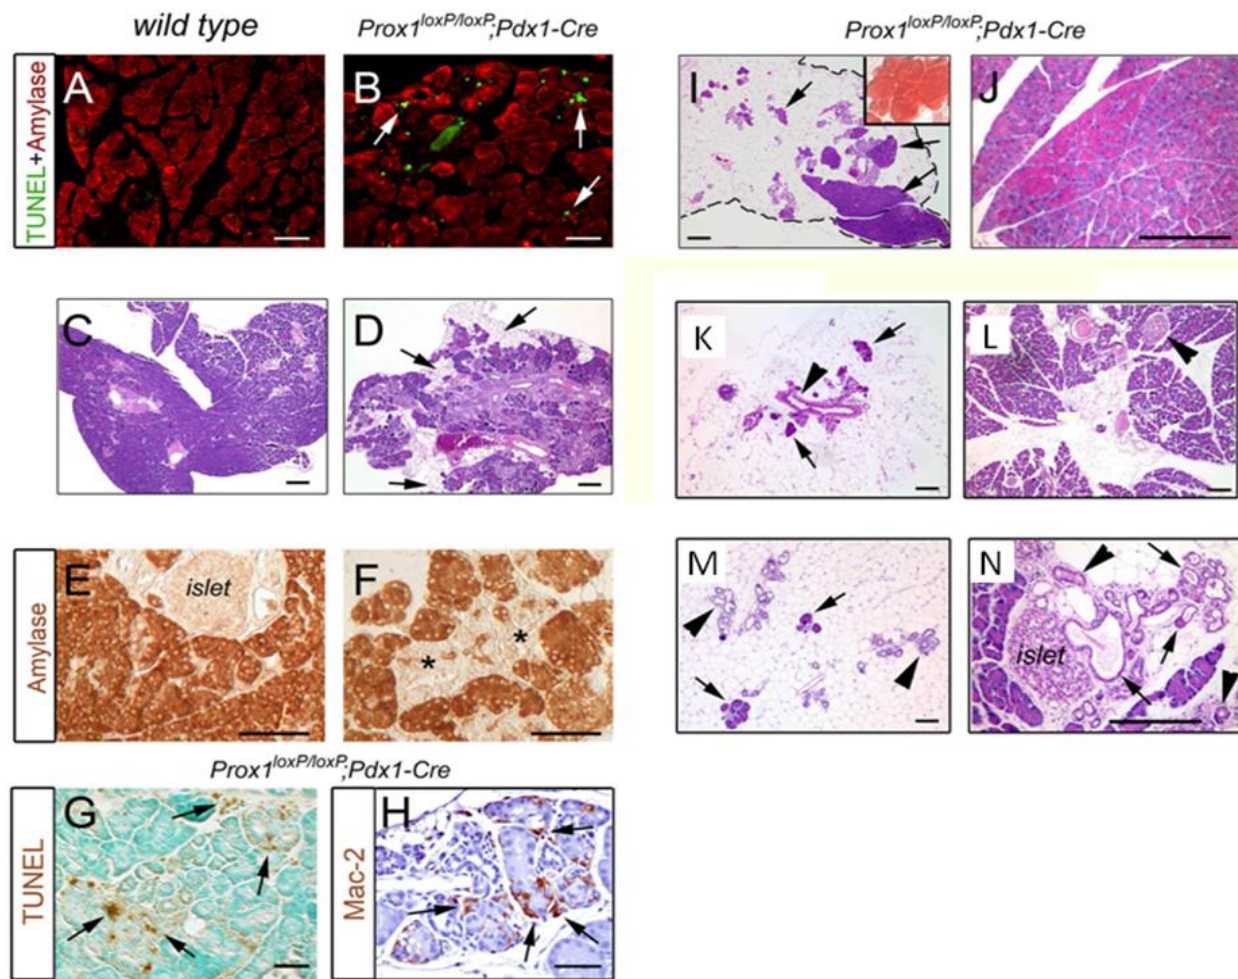 wild type
Prox1loxP/loxP;Pdx1-Cre
Prox1loxP/loxP;Pdx1-Cre
TUNEL+Amylase
A
B
I
J
C
D
K
L
Amylase
E
islet
F
*
*
M
N
islet
Prox1loxP/loxP;Pdx1-Cre
TUNEL
G
Mac-2
H